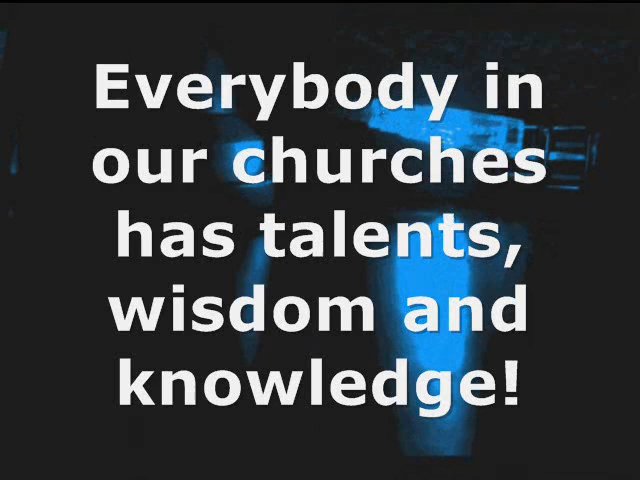 Everybody in
our churches
has talents,
wisdom and
knowledge!